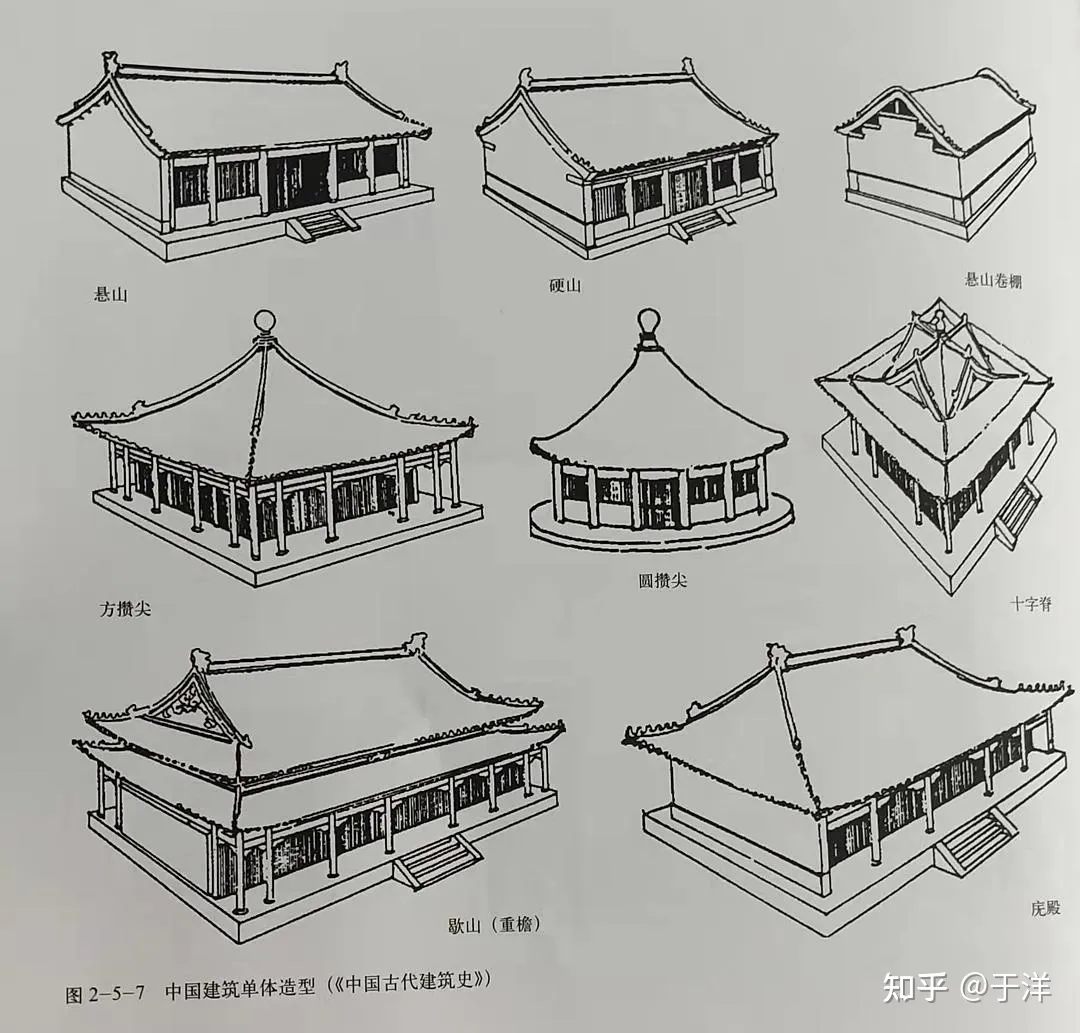 悬山
硬山
悬山卷棚
方攒尖
圆攒尖
十字脊
歇山（重檐）
庑殿
图 2-5-7 中国建筑单体造型（《中国古代建筑史》）
知乎 @于洋